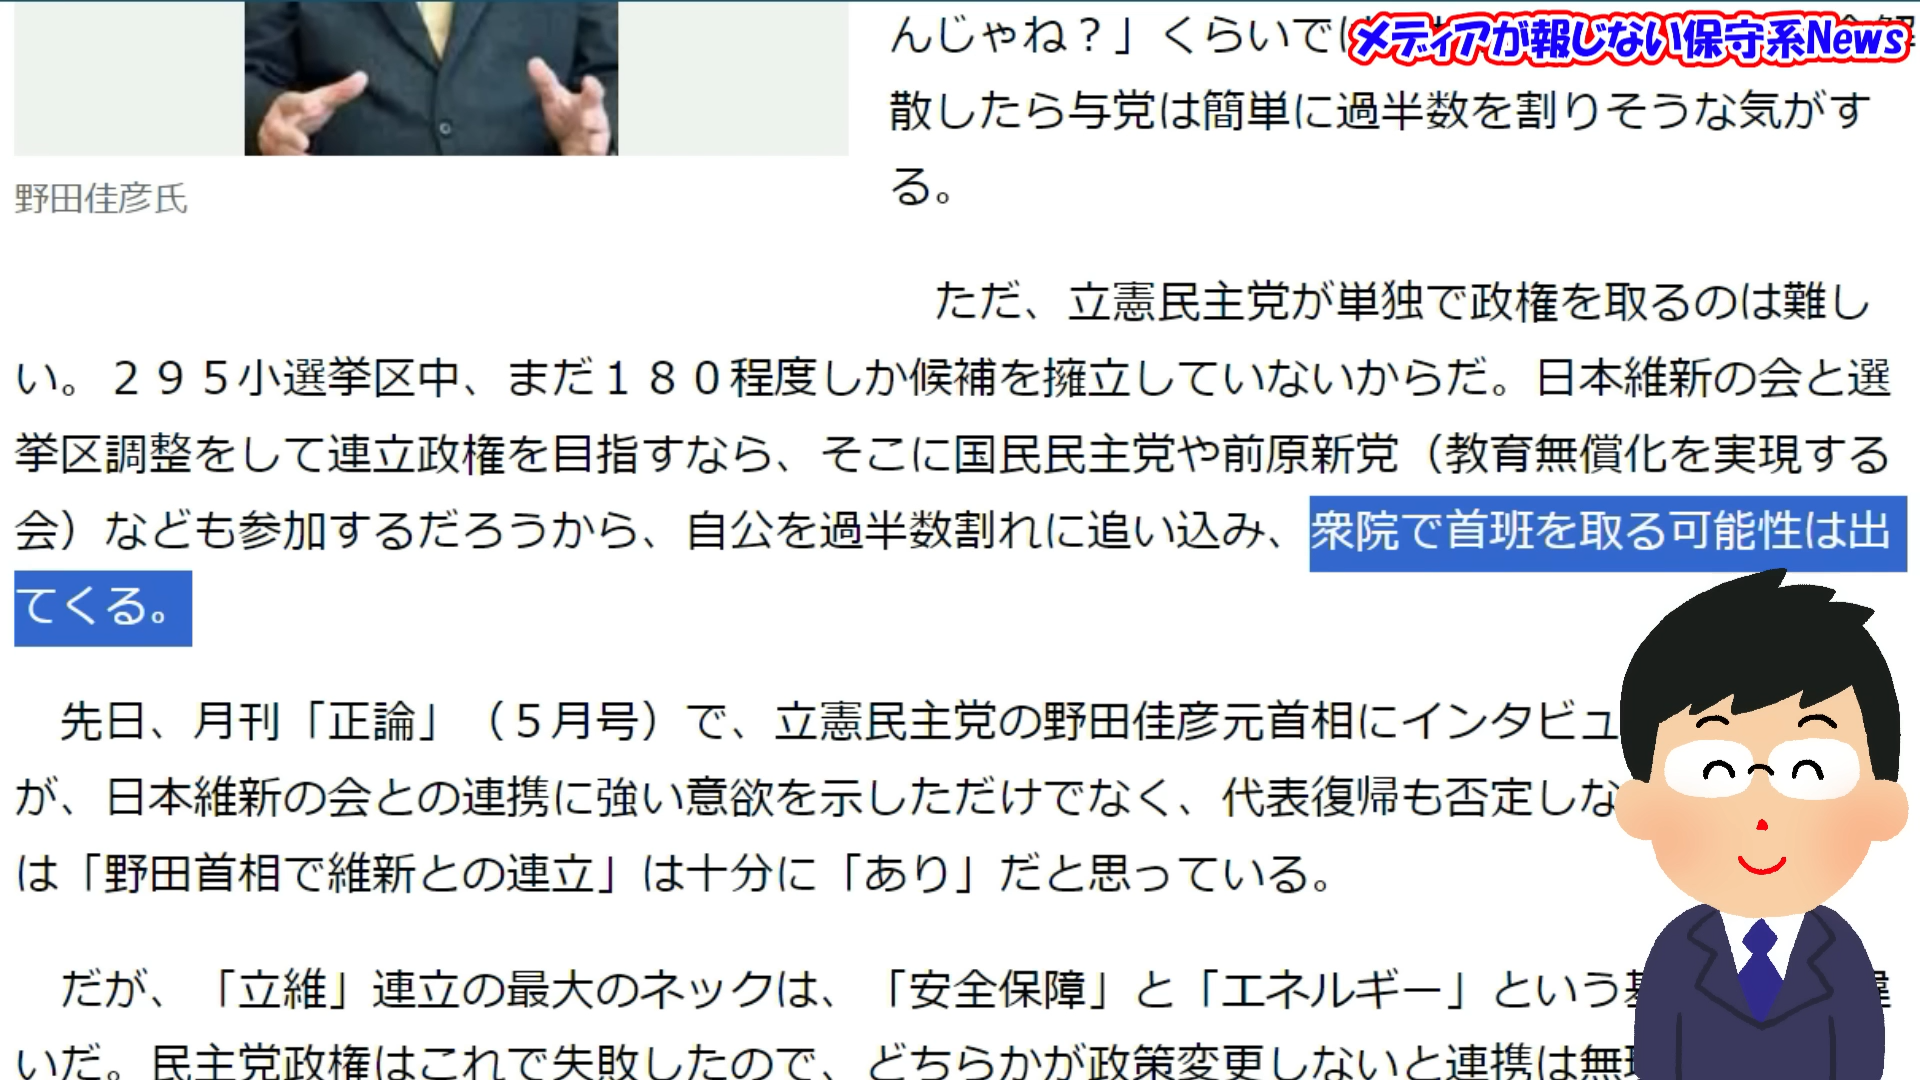 んじゃね？」くらいでは
メディアが報じない保守系News
散したら与党は簡単に過半数を割りそうな気がす
る。
野田佳彦氏
ただ、立憲民主党が単独で政権を取るのは難し
い。２９５小選挙区中、まだ１８０程度しか候補を擁立していないからだ。日本維新の会と選
挙区調整をして連立政権を目指すなら、そこに国民民主党や前原新党（教育無償化を実現する
会）なども参加するだろうから、自公を過半数割れに追い込み、衆院で首班を取る可能性は出
てくる。
先日、月刊「正論」（５月号）で、立憲民主党の野田佳彦元首相にインタビュ
が、日本維新の会との連携に強い意欲を示しただけでなく、代表復帰も否定しな
は「野田首相で維新との連立」は十分に「あり」だと思っている。
だが、「立維」連立の最大のネックは、「安全保障」と「エネルギー」という
いだ。民主党政権はこれで失敗したので、どちらかが政策変更しないと連携は無